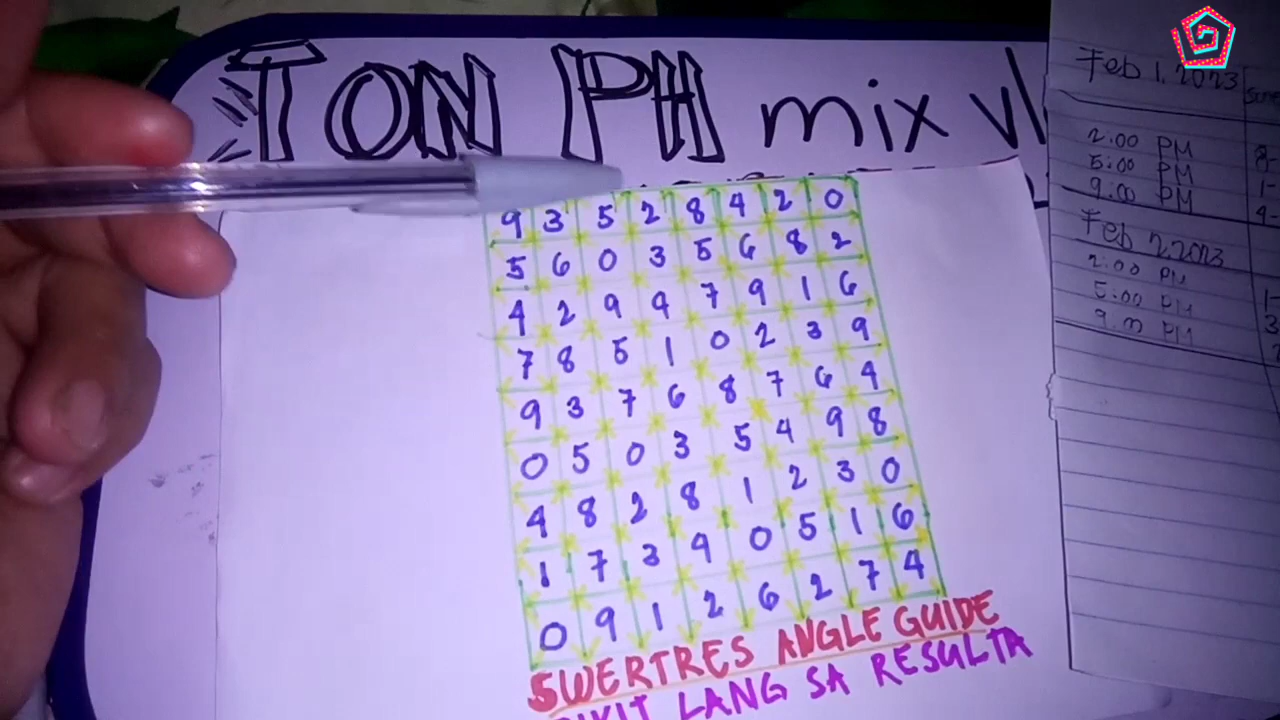 TON PH mix vl
9 3 5 2 8 4 2 0
5 6 0 3 5 6 8 2
4 2 9 9 7 9 1 6
7 8 5 1 0 2 3 9
9 3 7 6 8 7 6 4
0 5 0 3 5 4 9 8
4 8 2 8 1 2 3 0
1 7 3 9 0 5 1 6
0 9 1 2 6 2 7 4
SWERTRES ANGLE GUIDE
LANG SA RESULTA
Feb 1, 2023
2:00 PM
5:00 PM
9:00 PM
Feb 2, 2023
2:00 PM
5:00 PM
9:00 PM